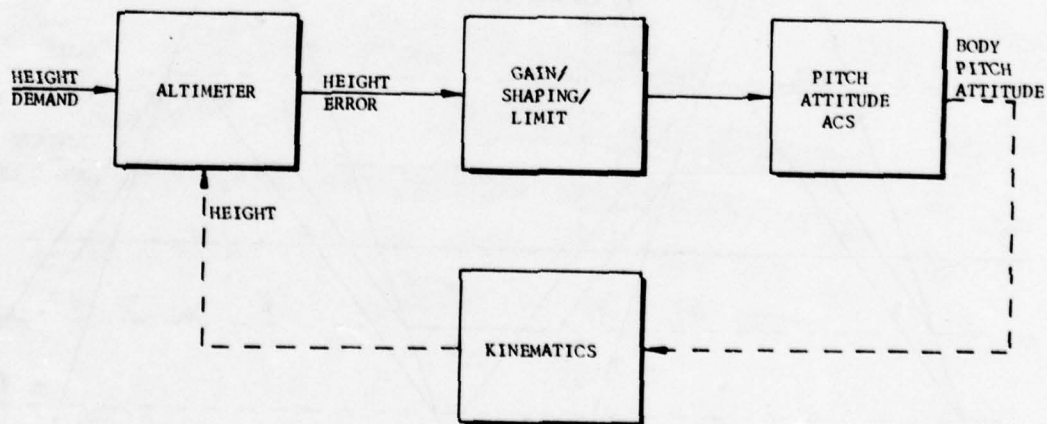 HEIGHT
DEMAND
ALTIMETER
HEIGHT
ERROR
GAIN/
SHAPING/
LIMIT
PITCH
ATTITUDE
ACS
BODY
PITCH
ATTITUDE
HEIGHT
KINEMATICS